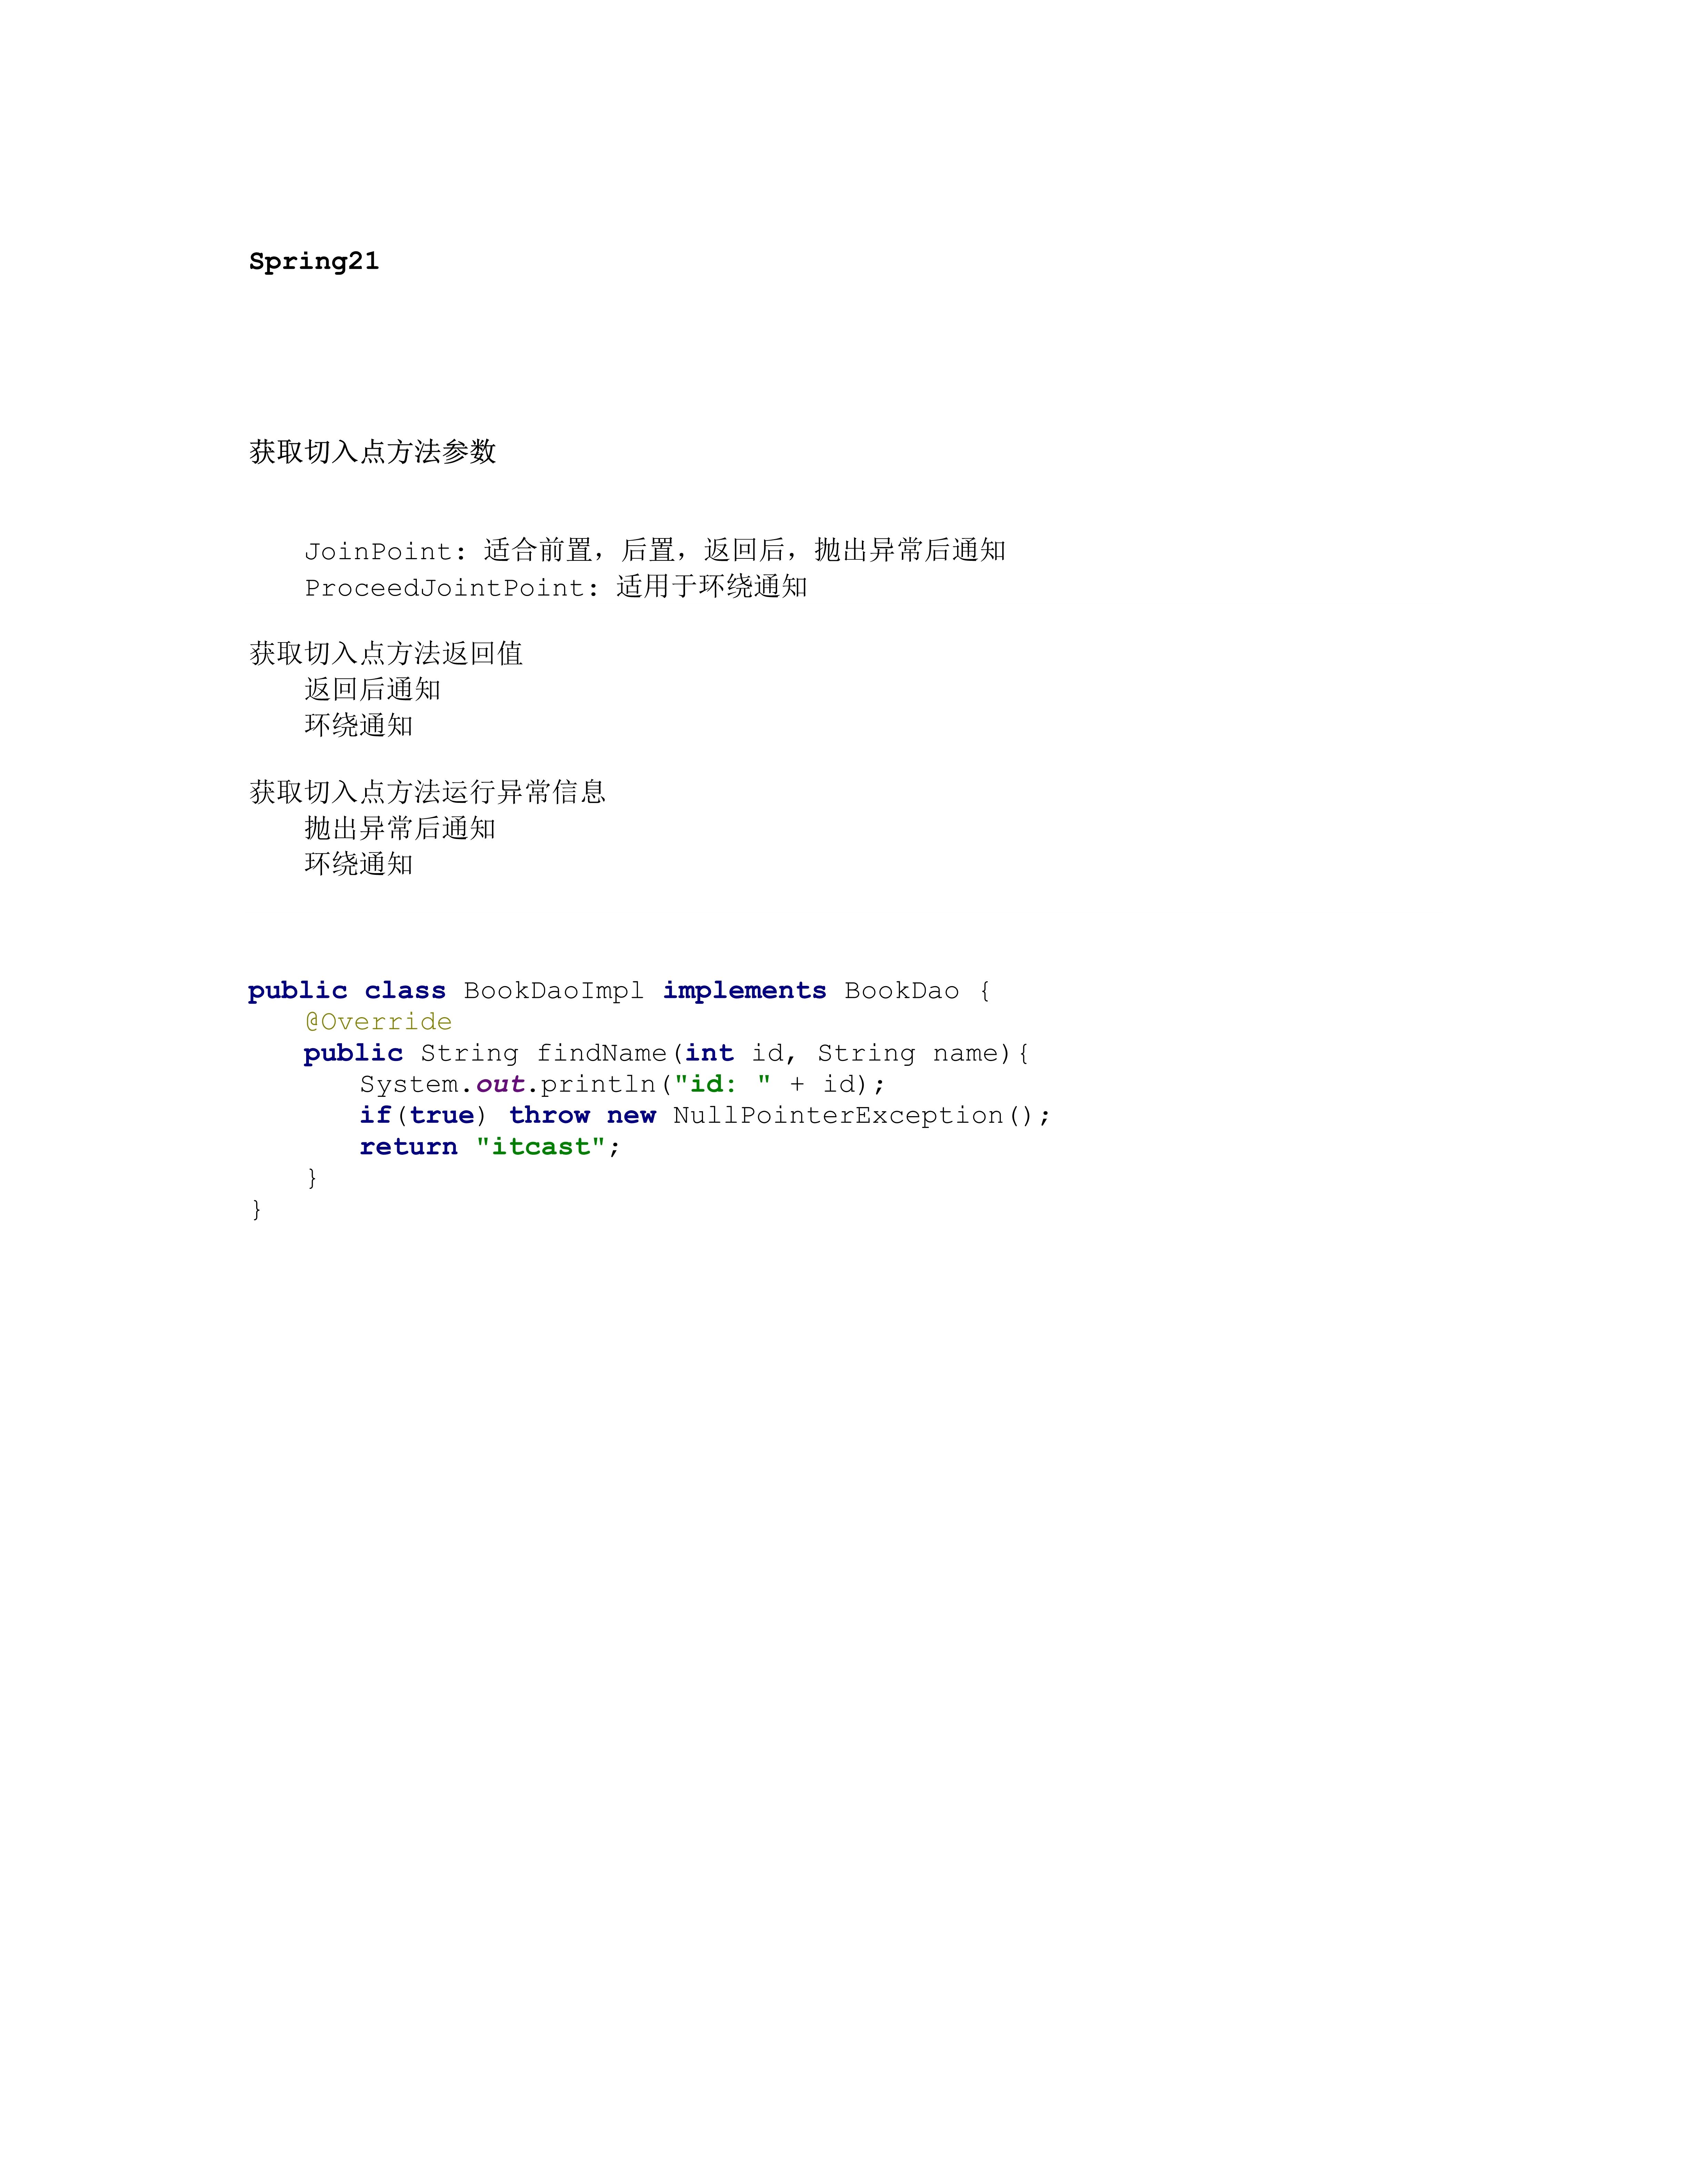 Spring21
获取切入点方法参数
JoinPoint: 适合前置，后置，返回后，抛出异常后通知
ProceedJointPoint: 适用于环绕通知
获取切入点方法返回值
返回后通知
环绕通知
获取切入点方法运行异常信息
抛出异常后通知
环绕通知
public class BookDaoImpl implements BookDao {
@Override
public String findName(int id, String name){
System.out.println("id: " + id);
if(true) throw new NullPointerException();
return "itcast";
}
}